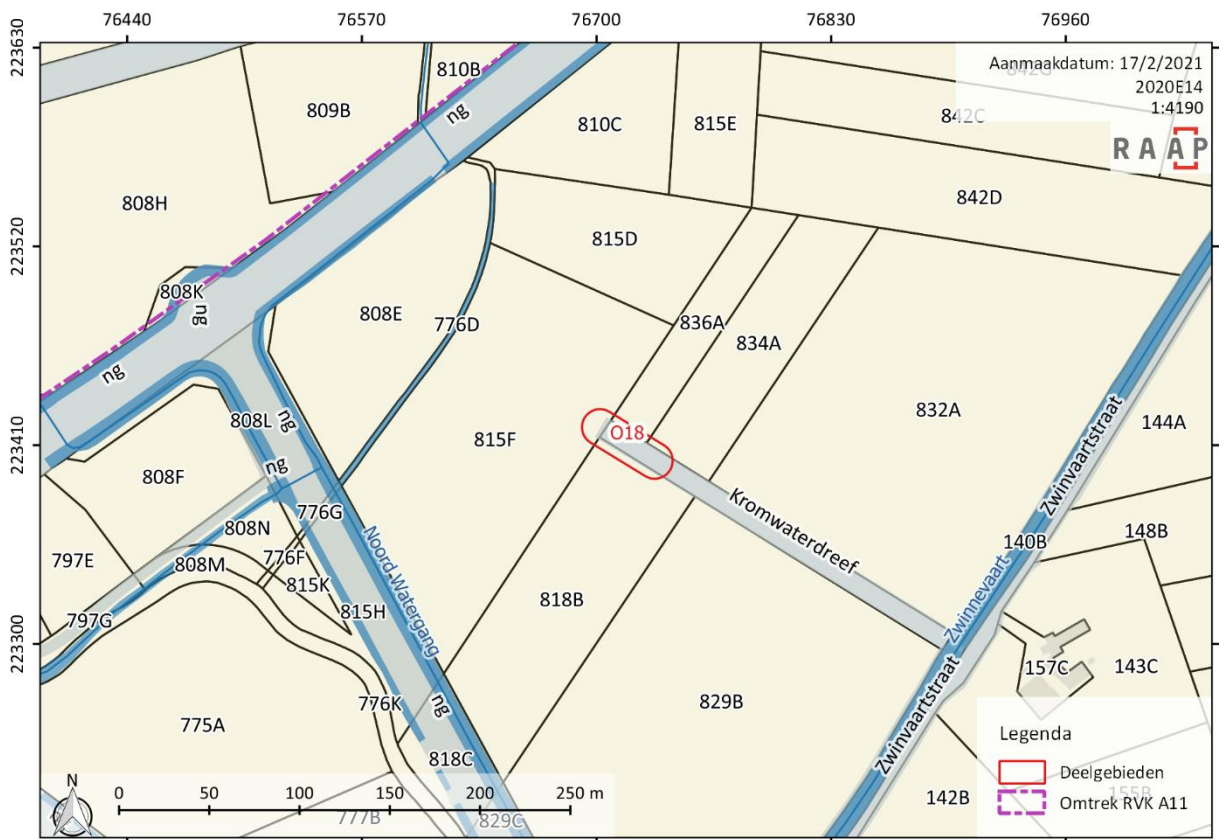 76440 76570 76700 76830 76960
223630
223520
223410
223300
Aanmaakdatum: 17/2/2021
2020E14
1:4190
RAAP
842G
810B
809B
ng
810C
815E
842C
808H
842D
815D
808K
ng
808E
776D
836A
834A
ng
832A
808L
ng
815F
O18
144A
Zwinvaartstraat
808F
ng
776G
Kromwaterdreef
797E
808N
776F
Noord-Watergang
148B
140B
808M
815K
818B
Zwinnevaart
797G
815H
157C
143C
775A
776K
ng
829B
Zwinvaartstraat
818C
142B
155B
777B
829C
Legenda
Deelgebieden
Omtrek RVK A11
N
0 50 100 150 200 250 m